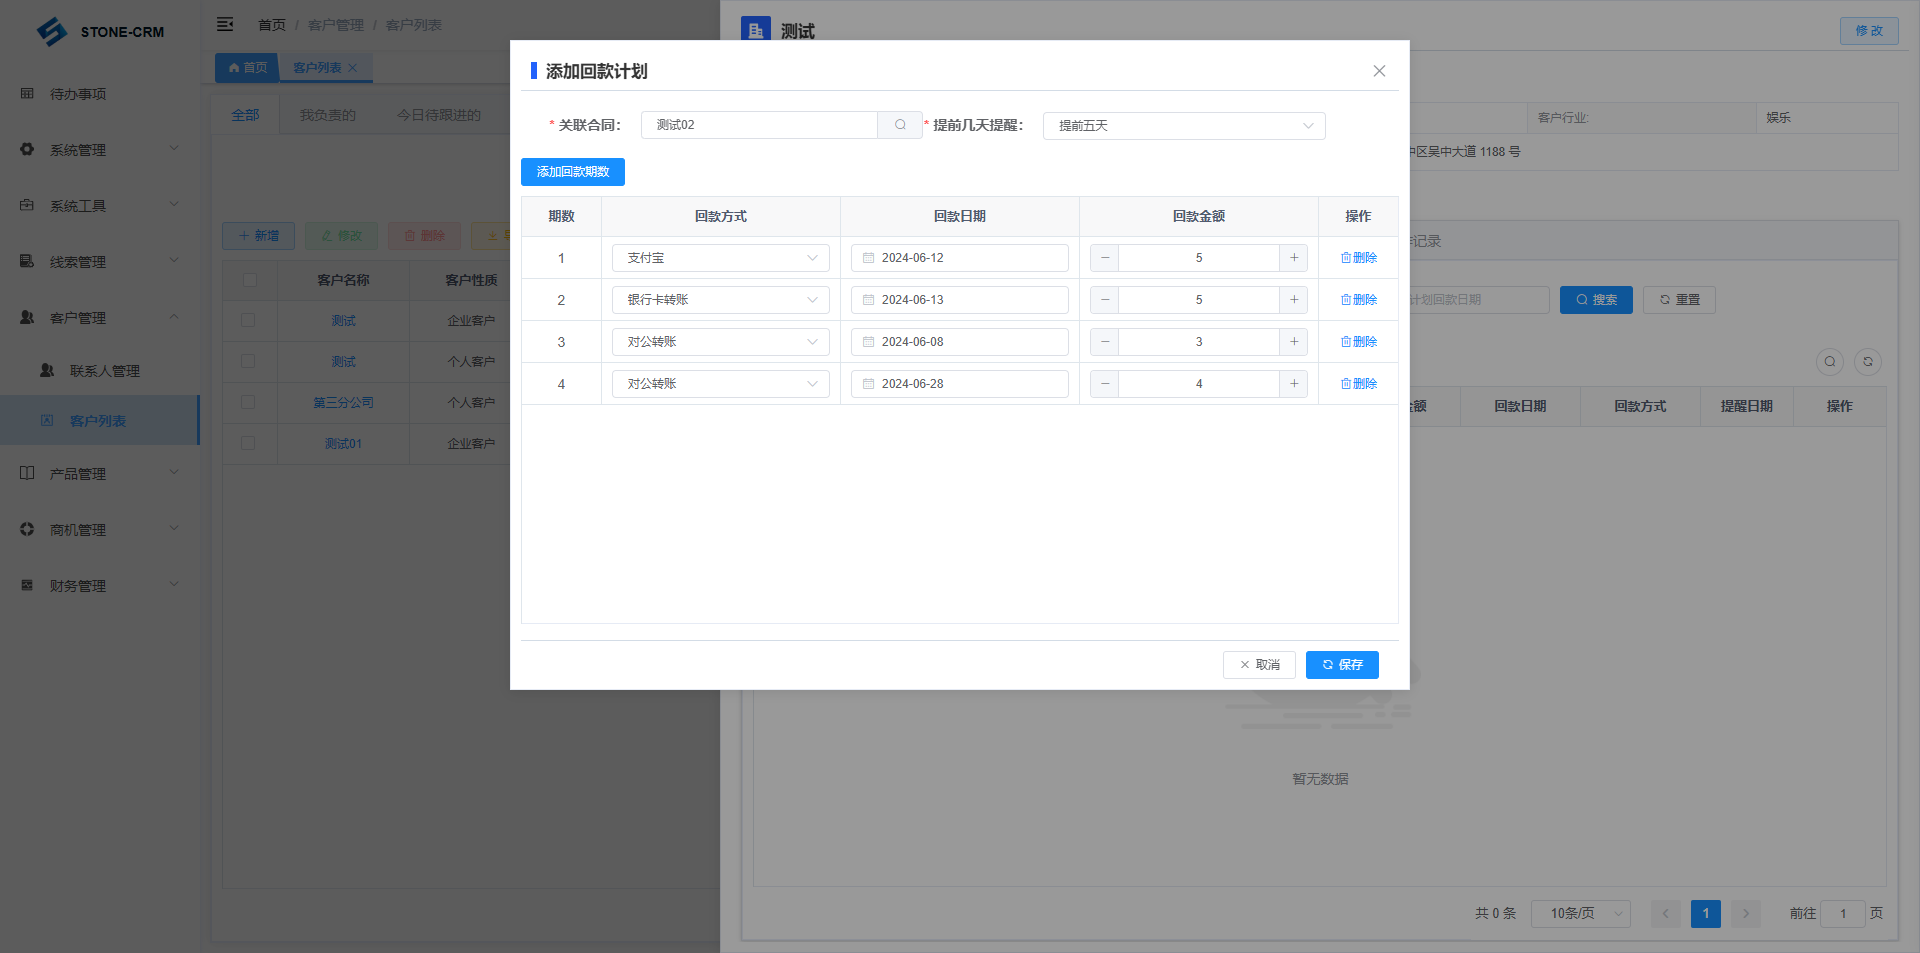 STONE-CRM
待办事项
系统管理
系统工具
线索管理
客户管理
联系人管理
客户列表
产品管理
商机管理
财务管理
首页 / 客户管理 / 客户列表
首页
客户列表
全部 我负责的 今日待跟进的
新增 修改 删除
客户名称 客户性质
测试 企业客户
测试 个人客户
第三分公司 个人客户
测试01 企业客户
测试
修 改
客户行业: 娱乐
区吴中大道 1188 号
记录
计划回款日期 搜索 重置
额 回款日期 回款方式 提醒日期 操作
暂无数据
共 0 条 10条/页 1 前往 1 页
添加回款计划
* 关联合同: 测试02 * 提前几天提醒: 提前五天
添加回款期数
期数 回款方式 回款日期 回款金额 操作
1 支付宝 2024-06-12 5 删除
2 银行卡转账 2024-06-13 5 删除
3 对公转账 2024-06-08 3 删除
4 对公转账 2024-06-28 4 删除
取消 保存